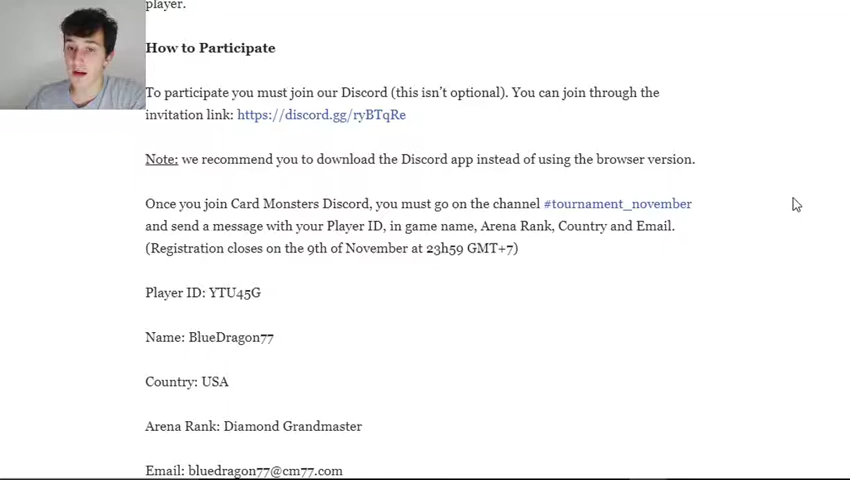 player.
How to Participate
To participate you must join our Discord (this isn't optional). You can join through the
invitation link: https://discord.gg/ryBTqRe
Note: we recommend you to download the Discord app instead of using the browser version.
Once you join Card Monsters Discord, you must go on the channel #tournament_november
and send a message with your Player ID, in game name, Arena Rank, Country and Email.
(Registration closes on the 9th of November at 23h59 GMT+7)
Player ID: YTU45G
Name: BlueDragon77
Country: USA
Arena Rank: Diamond Grandmaster
Email: bluedragon77@cm77.com